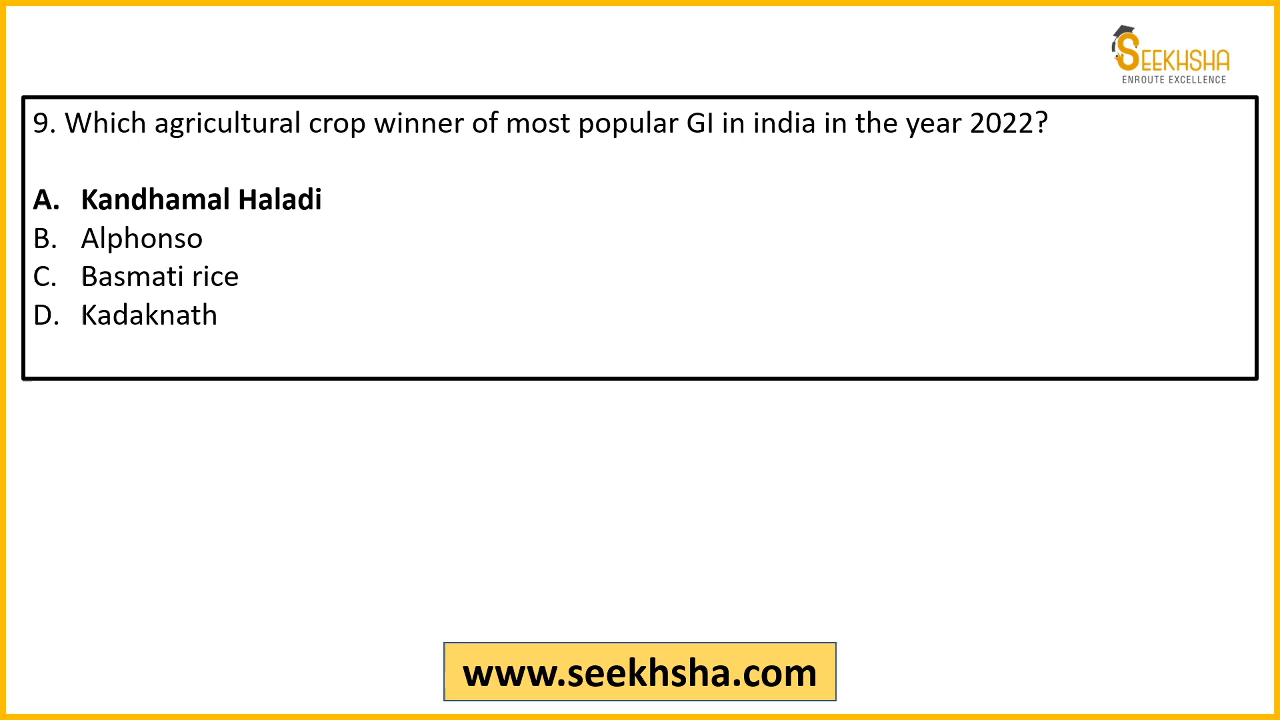 SEEKHSHA
ENROUTE EXCELLENCE
9. Which agricultural crop winner of most popular GI in india in the year 2022?
A. Kandhamal Haladi
B. Alphonso
C. Basmati rice
D. Kadaknath
www.seekhsha.com